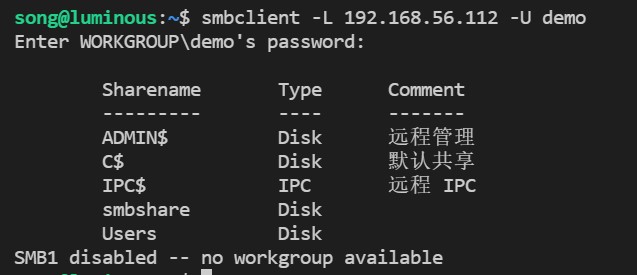 song@luminous:~$ smbclient -L 192.168.56.112 -U demo
Enter WORKGROUP\demo's password:
Sharename Type Comment
--------- ---- -------
ADMIN$ Disk 远程管理
C$ Disk 默认共享
IPC$ IPC 远程 IPC
smbshare Disk
Users Disk
SMB1 disabled -- no workgroup available